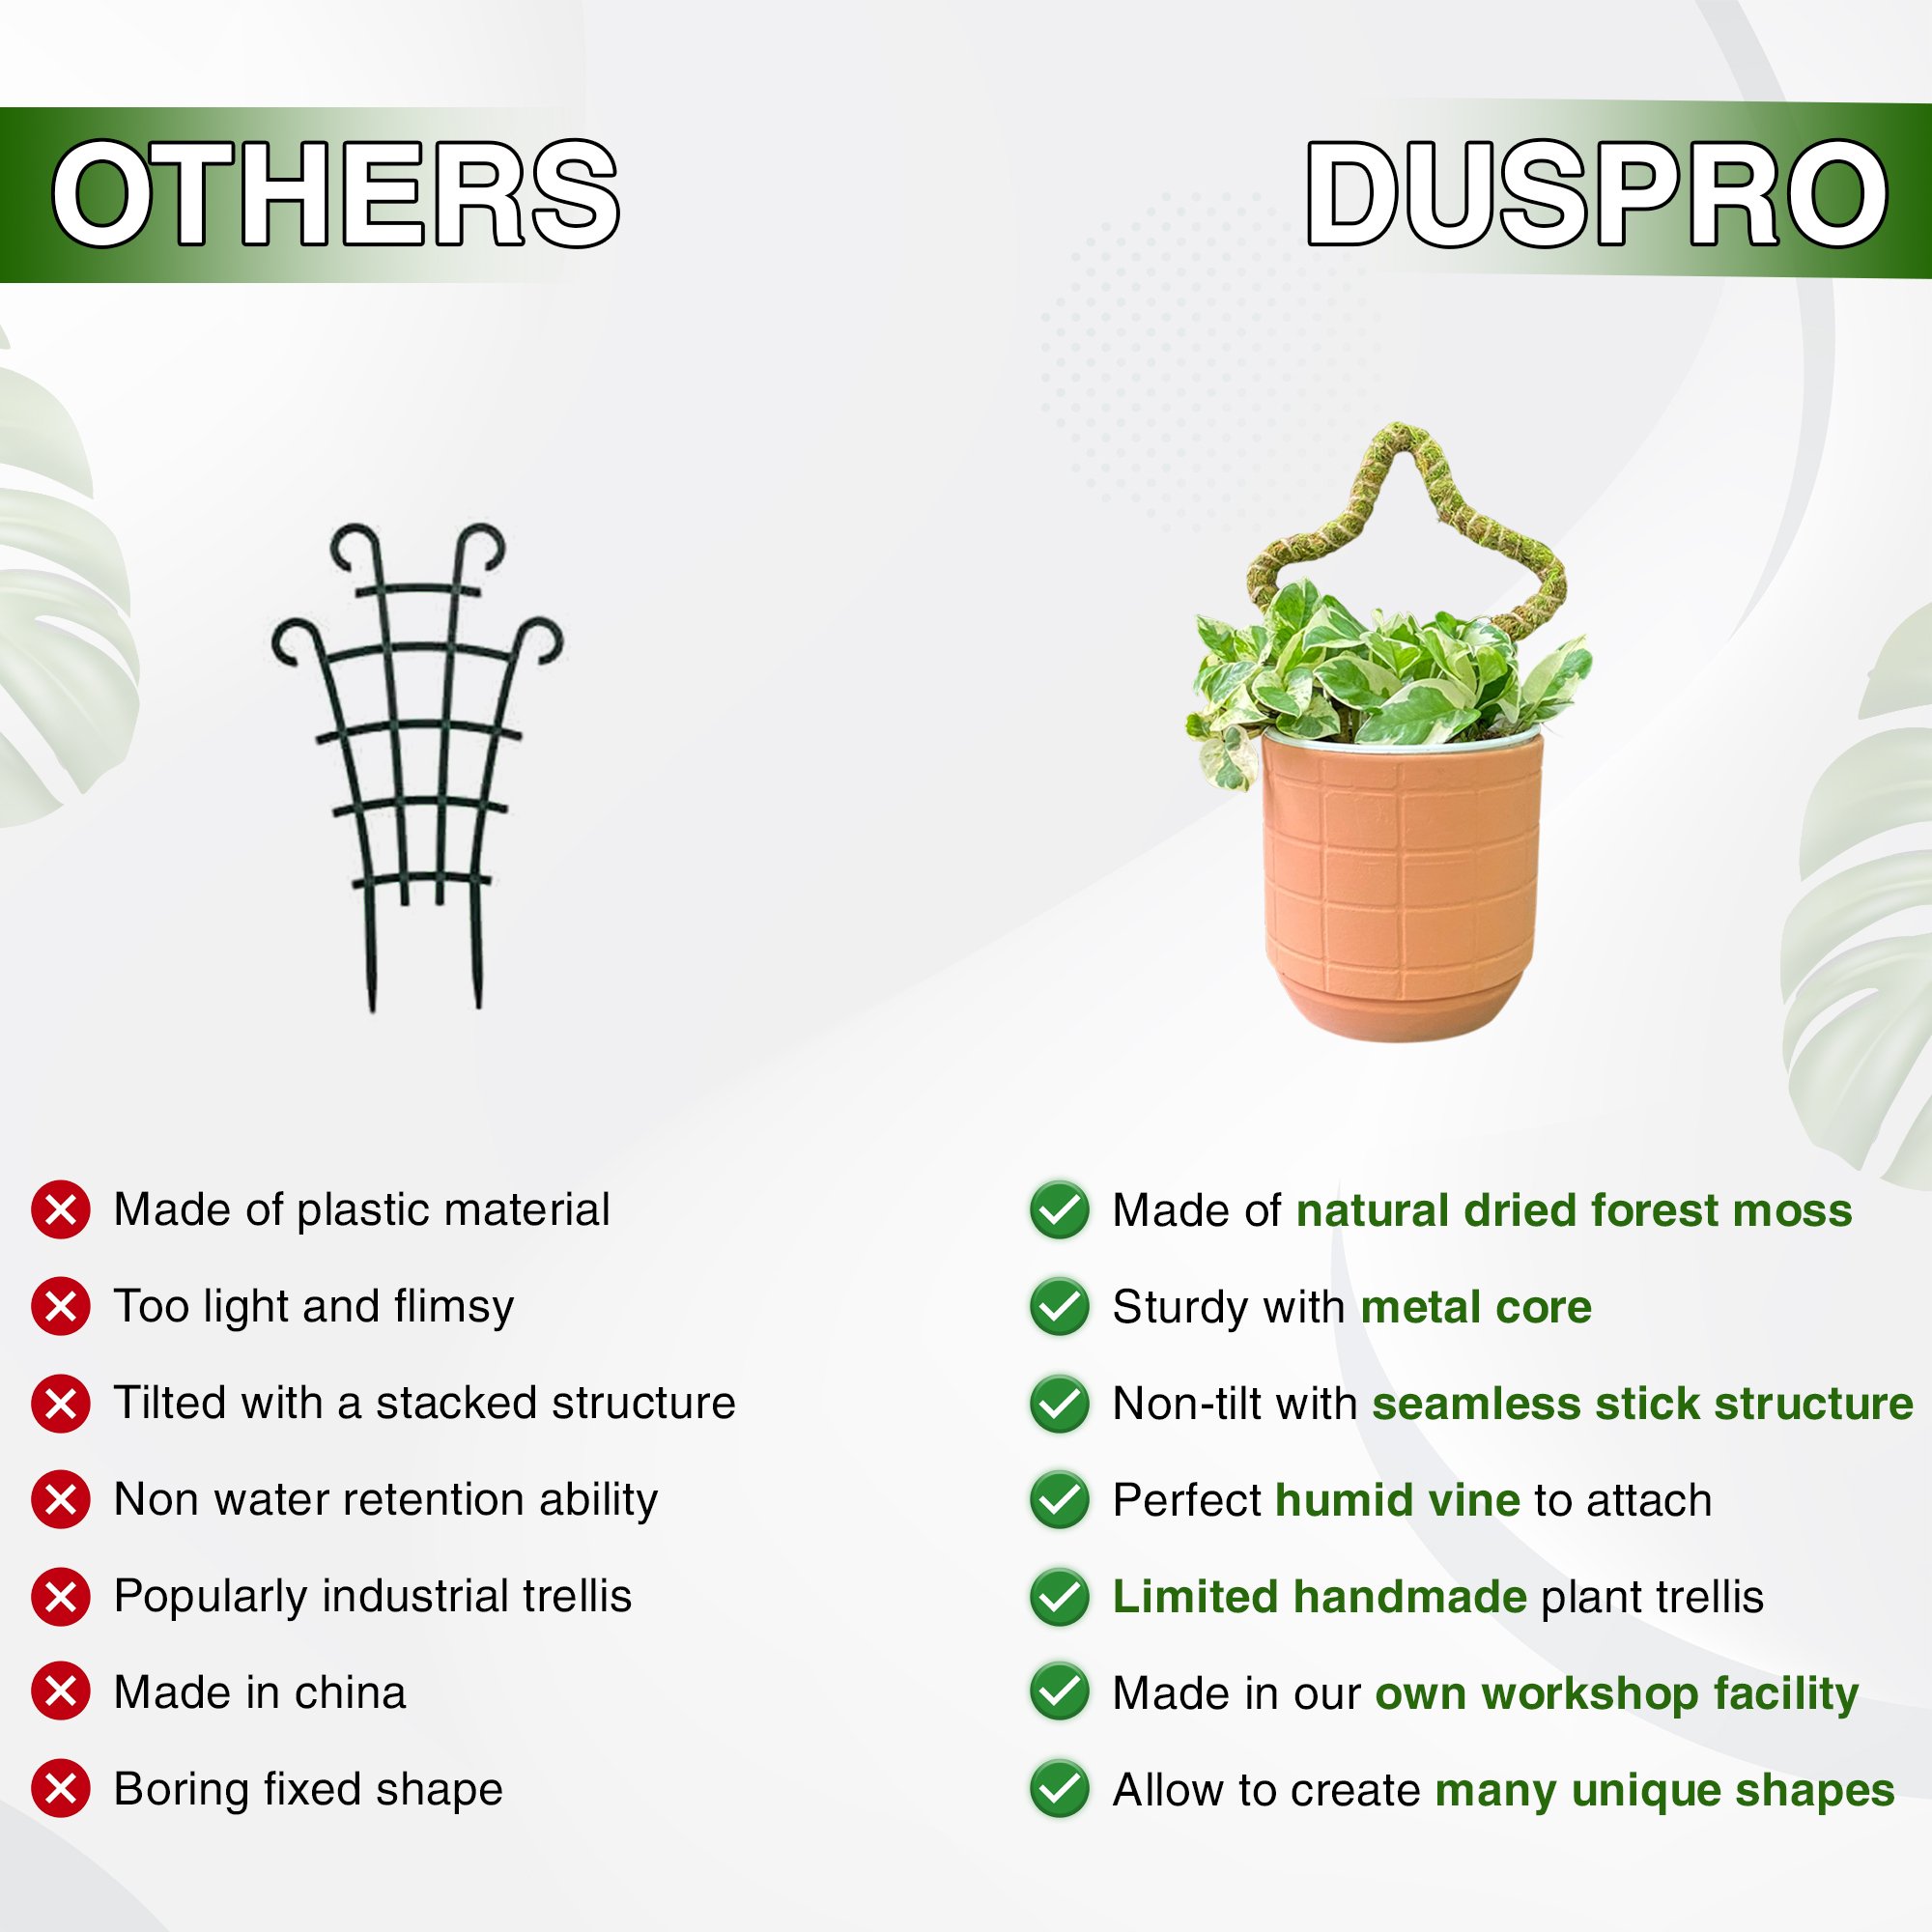 OTHERS
DUSPRO
Made of plastic material
Too light and flimsy
Tilted with a stacked structure
Non water retention ability
Popularly industrial trellis
Made in china
Boring fixed shape
Made of natural dried forest moss
Sturdy with metal core
Non-tilt with seamless stick structure
Perfect humid vine to attach
Limited handmade plant trellis
Made in our own workshop facility
Allow to create many unique shapes